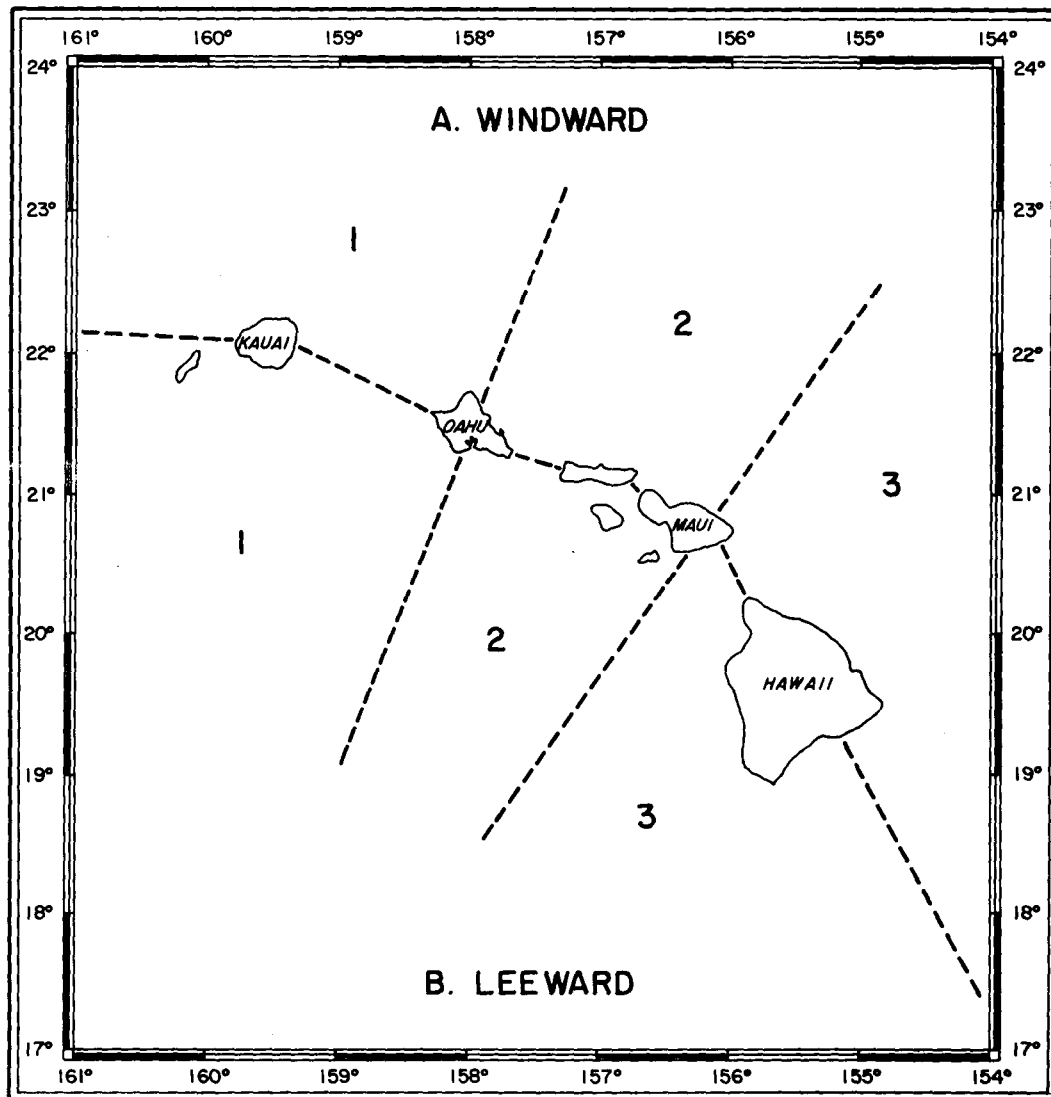 161° 160° 159° 158° 157° 156° 155° 154°
24° 24°
A. WINDWARD
23° 23°
1
2
22° KAUAI 22°
OAHU
21° 3 21°
MAUI
1
20° 2 20°
HAWAII
19° 19°
3
18° 18°
B. LEEWARD
17° 17°
161° 160° 159° 158° 157° 156° 155° 154°